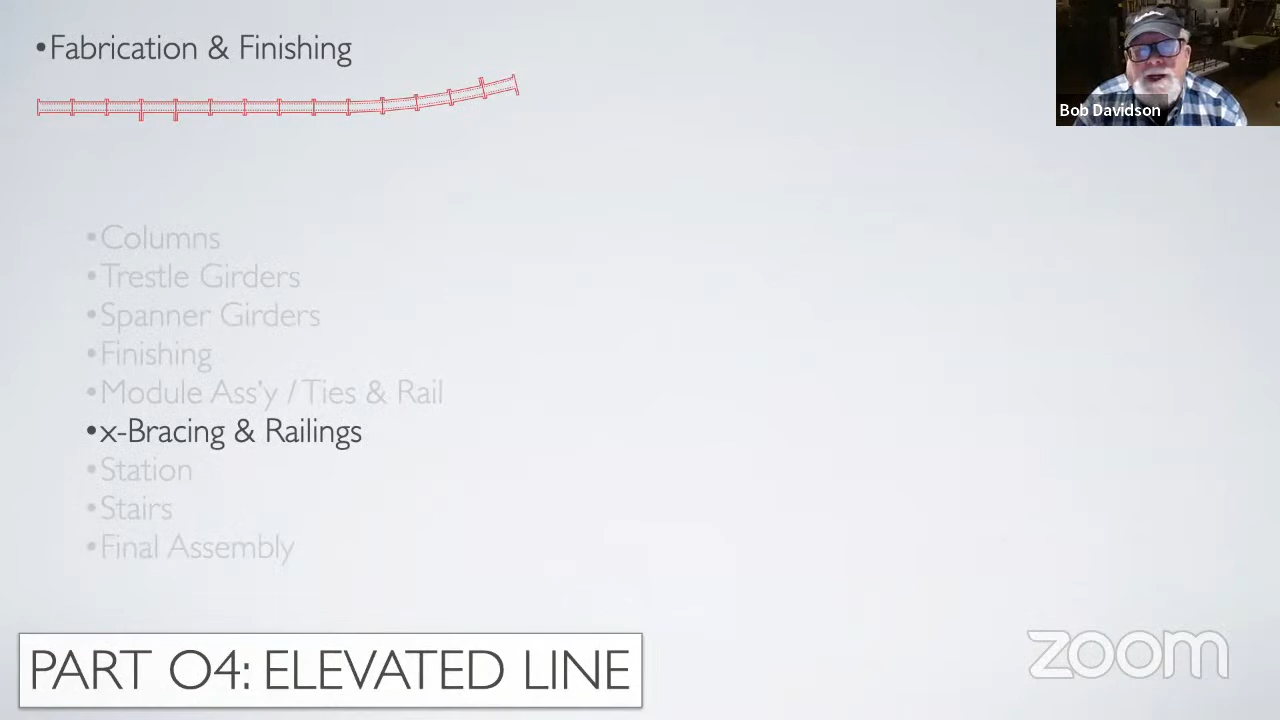 •Fabrication & Finishing
Bob Davidson
•Columns
•Trestle Girders
•Spanner Girders
•Finishing
•Module Ass'y / Ties & Rail
•x-Bracing & Railings
•Station
•Stairs
•Final Assembly
PART 04: ELEVATED LINE
zoom